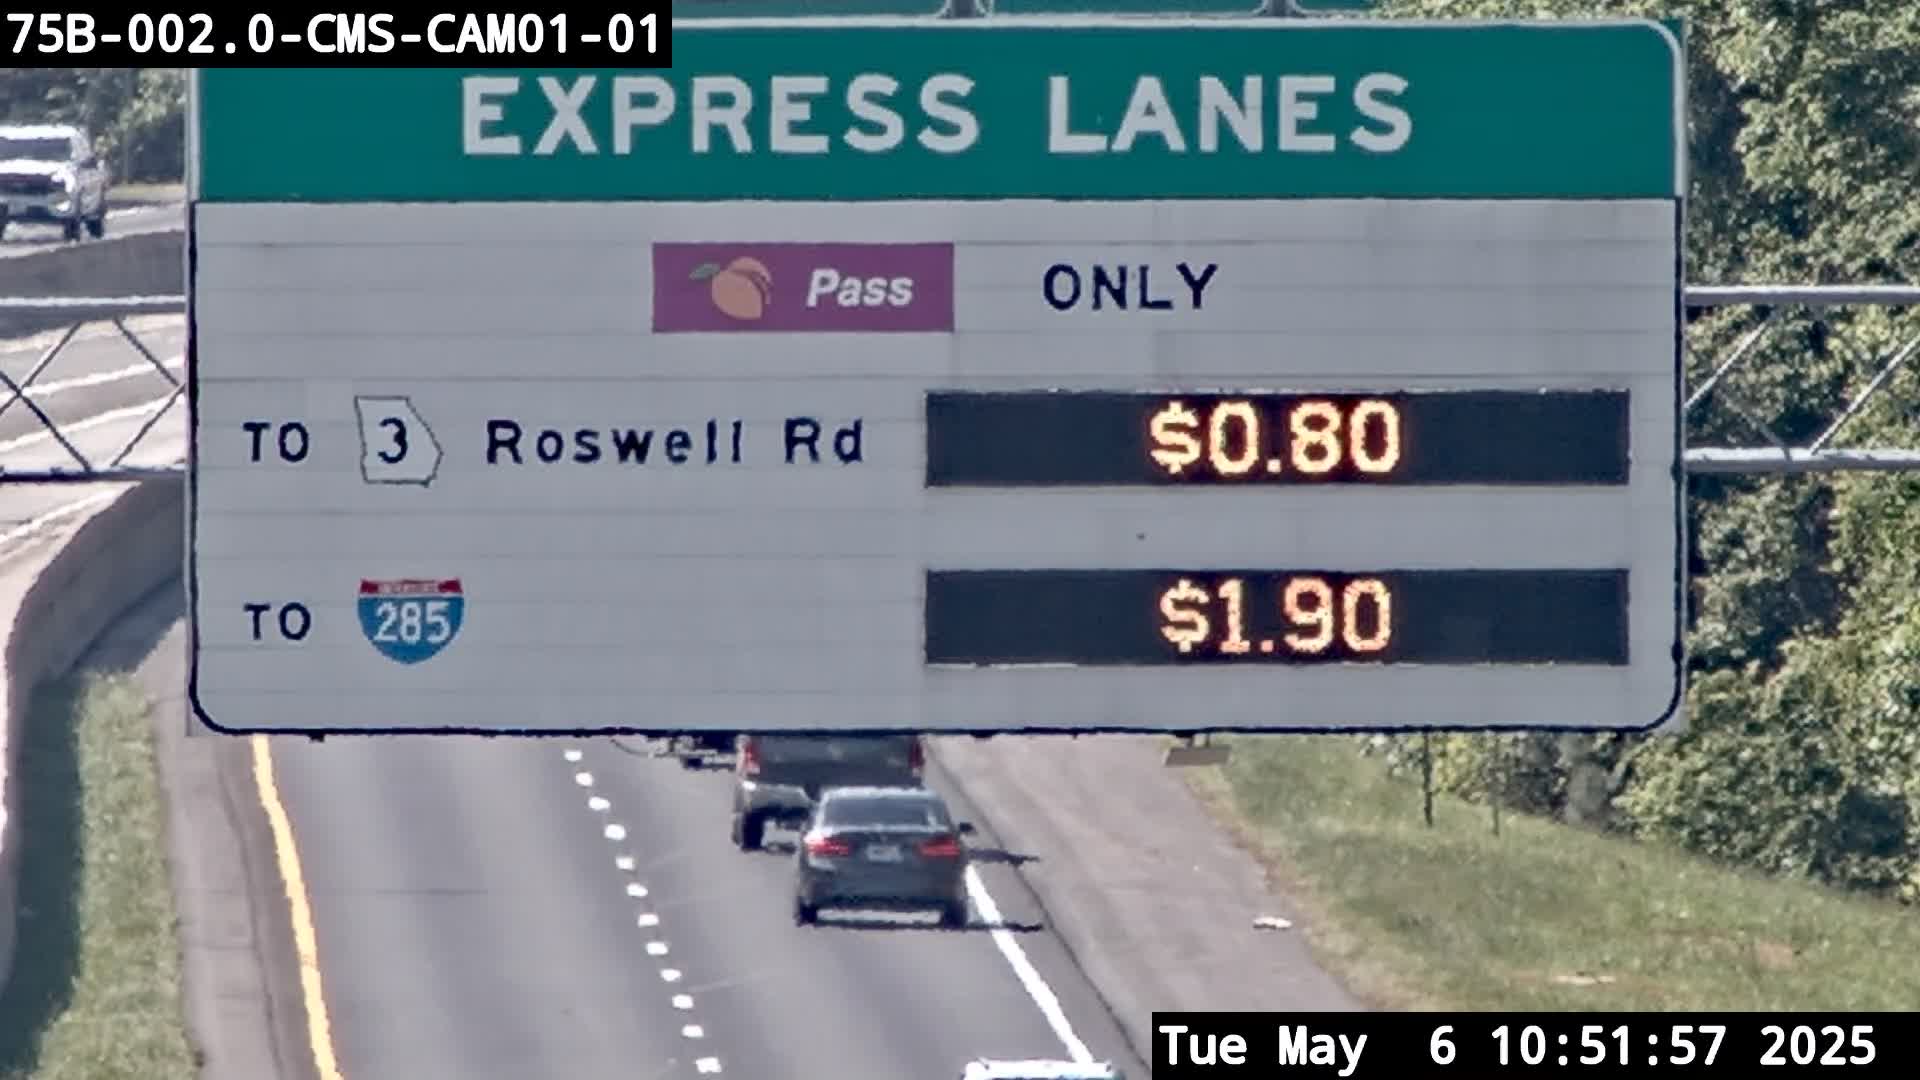 75B-002.0-CMS-CAM01-01
EXPRESS LANES
Pass ONLY
TO 3 Roswell Rd $0.80
TO INTERSTATE 285 $1.90
Tue May 6 10:51:57 2025